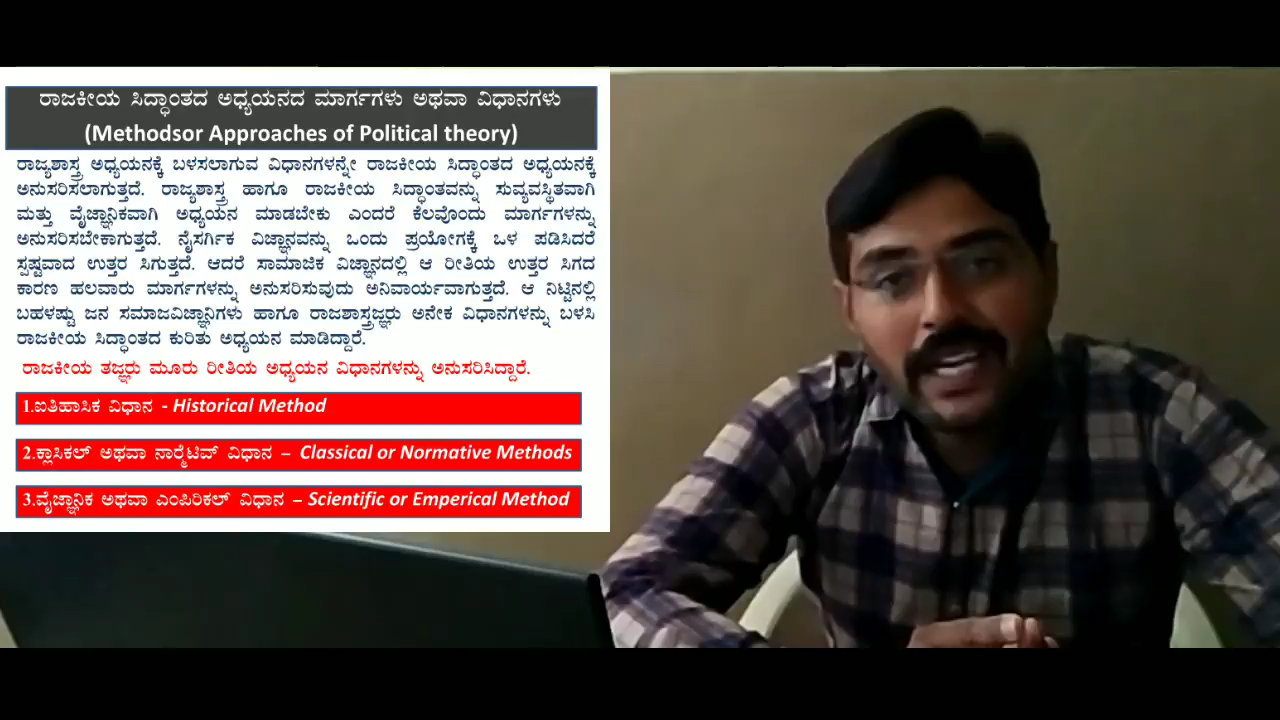 ರಾಜಕೀಯ ಸಿದ್ಧಾಂತದ ಅಧ್ಯಯನದ ಮಾರ್ಗಗಳು ಅಥವಾ ವಿಧಾನಗಳು
(Methodsor Approaches of Political theory)
ರಾಜ್ಯಶಾಸ್ತ್ರ ಅಧ್ಯಯನಕ್ಕೆ ಬಳಸಲಾಗುವ ವಿಧಾನಗಳನ್ನೇ ರಾಜಕೀಯ ಸಿದ್ಧಾಂತದ ಅಧ್ಯಯನಕ್ಕೆ
ಅನುಸರಿಸಲಾಗುತ್ತದೆ. ರಾಜ್ಯಶಾಸ್ತ್ರ ಹಾಗೂ ರಾಜಕೀಯ ಸಿದ್ಧಾಂತವನ್ನು ಸುವ್ಯವಸ್ಥಿತವಾಗಿ
ಮತ್ತು ವೈಜ್ಞಾನಿಕವಾಗಿ ಅಧ್ಯಯನ ಮಾಡಬೇಕು ಎಂದರೆ ಕೆಲವೊಂದು ಮಾರ್ಗಗಳನ್ನು
ಅನುಸರಿಸಬೇಕಾಗುತ್ತದೆ. ನೈಸರ್ಗಿಕ ವಿಜ್ಞಾನವನ್ನು ಒಂದು ಪ್ರಯೋಗಕ್ಕೆ ಒಳ ಪಡಿಸಿದರೆ
ಸ್ಪಷ್ಟವಾದ ಉತ್ತರ ಸಿಗುತ್ತದೆ. ಆದರೆ ಸಾಮಾಜಿಕ ವಿಜ್ಞಾನದಲ್ಲಿ ಆ ರೀತಿಯ ಉತ್ತರ ಸಿಗದ
ಕಾರಣ ಹಲವಾರು ಮಾರ್ಗಗಳನ್ನು ಅನುಸರಿಸುವುದು ಅನಿವಾರ್ಯವಾಗುತ್ತದೆ. ಆ ನಿಟ್ಟಿನಲ್ಲಿ
ಬಹಳಷ್ಟು ಜನ ಸಮಾಜವಿಜ್ಞಾನಿಗಳು ಹಾಗೂ ರಾಜಶಾಸ್ತ್ರಜ್ಞರು ಅನೇಕ ವಿಧಾನಗಳನ್ನು ಬಳಸಿ
ರಾಜಕೀಯ ಸಿದ್ಧಾಂತದ ಕುರಿತು ಅಧ್ಯಯನ ಮಾಡಿದ್ದಾರೆ.
ರಾಜಕೀಯ ತಜ್ಞರು ಮೂರು ರೀತಿಯ ಅಧ್ಯಯನ ವಿಧಾನಗಳನ್ನು ಅನುಸರಿಸಿದ್ದಾರೆ.
1.ಐತಿಹಾಸಿಕ ವಿಧಾನ - Historical Method
2.ಕ್ಲಾಸಿಕಲ್ ಅಥವಾ ನಾರ್‍ಮೆಟಿವ್ ವಿಧಾನ – Classical or Normative Methods
3.ವೈಜ್ಞಾನಿಕ ಅಥವಾ ಎಂಪಿರಿಕಲ್ ವಿಧಾನ – Scientific or Emperical Method